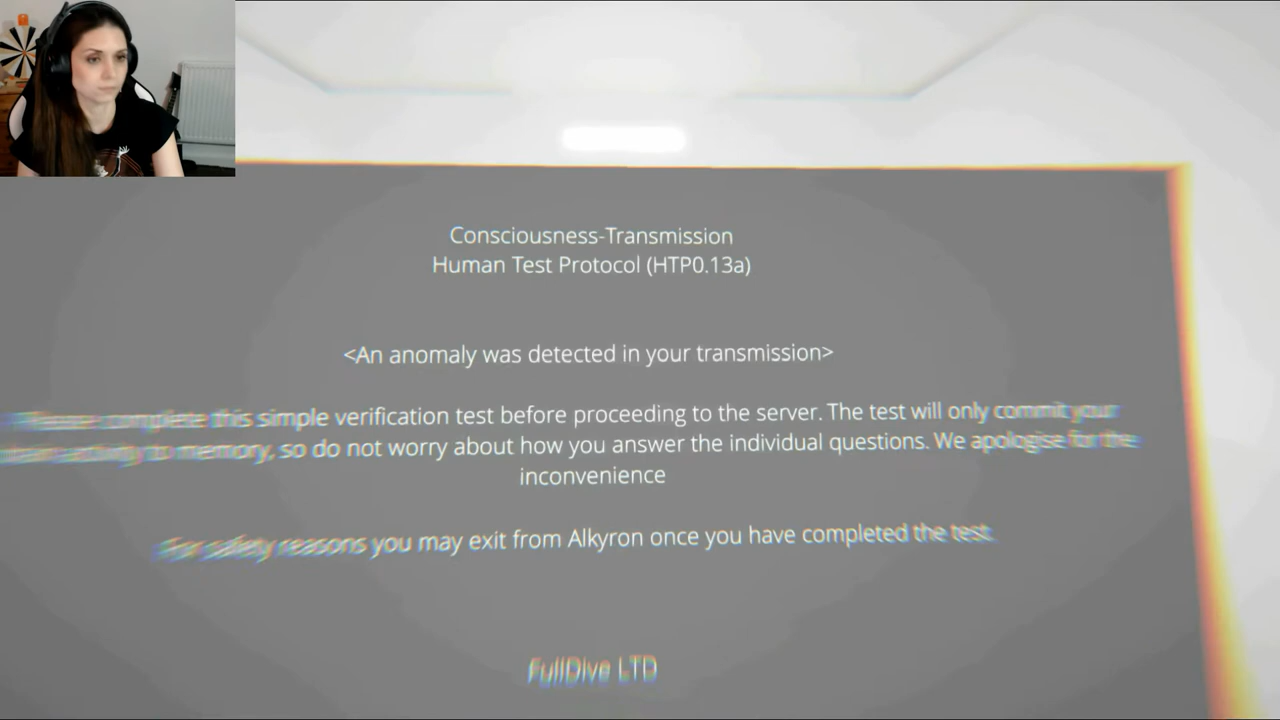 Consciousness-Transmission
Human Test Protocol (HTP0.13a)
<An anomaly was detected in your transmission>
Please complete this simple verification test before proceeding to the server. The test will only commit your
activity to memory, so do not worry about how you answer the individual questions. We apologise for the
inconvenience
For safety reasons you may exit from Alkyron once you have completed the test
FullDive LTD